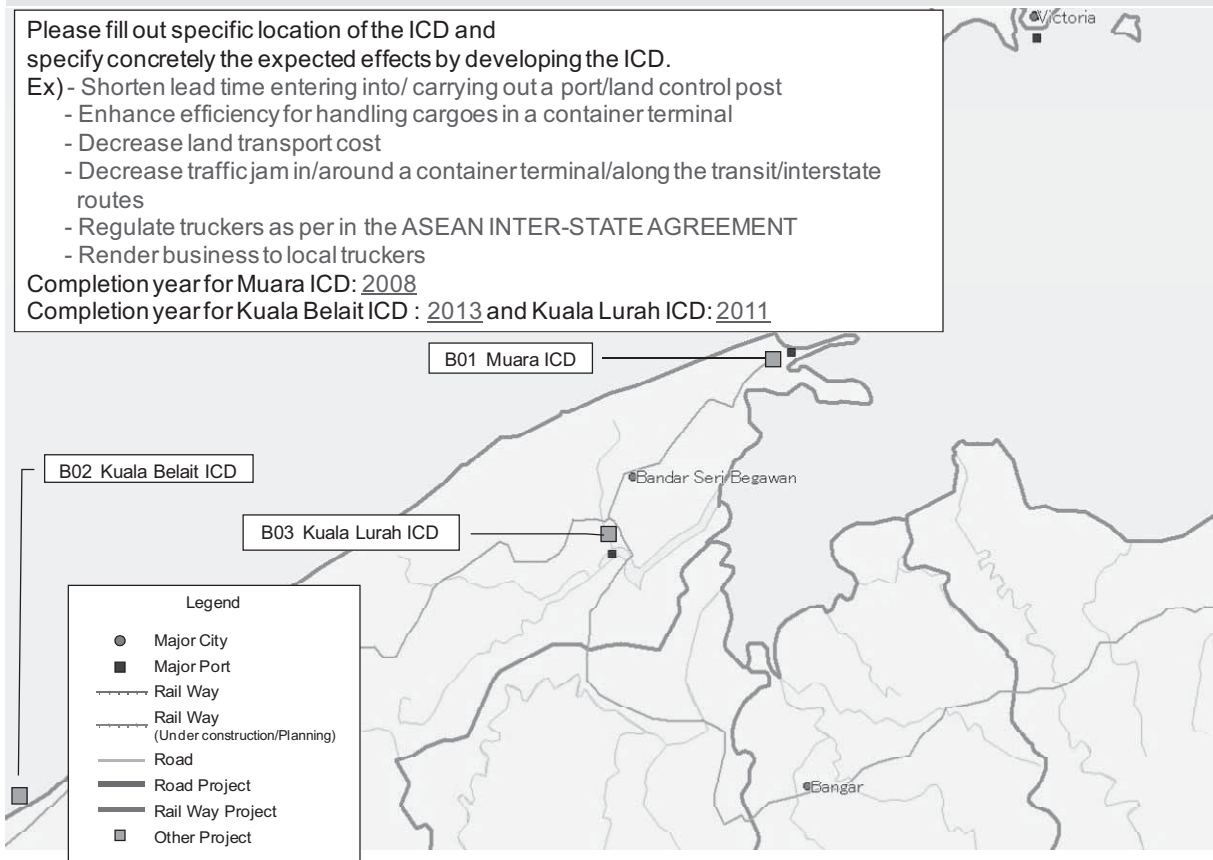 Please fill out specific location of the ICD and
specify concretely the expected effects by developing the ICD.
Ex) - Shorten lead time entering into/ carrying out a port/land control post
- Enhance efficiency for handling cargoes in a container terminal
- Decrease land transport cost
- Decrease traffic jam in/around a container terminal/along the transit/interstate
routes
- Regulate truckers as per in the ASEAN INTER-STATE AGREEMENT
- Render business to local truckers
Completion year for Muara ICD: 2008
Completion year for Kuala Belait ICD : 2013 and Kuala Lurah ICD: 2011
Victoria
B01 Muara ICD
B02 Kuala Belait ICD
Bandar Seri Begawan
B03 Kuala Lurah ICD
Legend
Major City
Major Port
Rail Way
Rail Way
(Under construction/Planning)
Road
Road Project
Rail Way Project
Other Project
Bangar